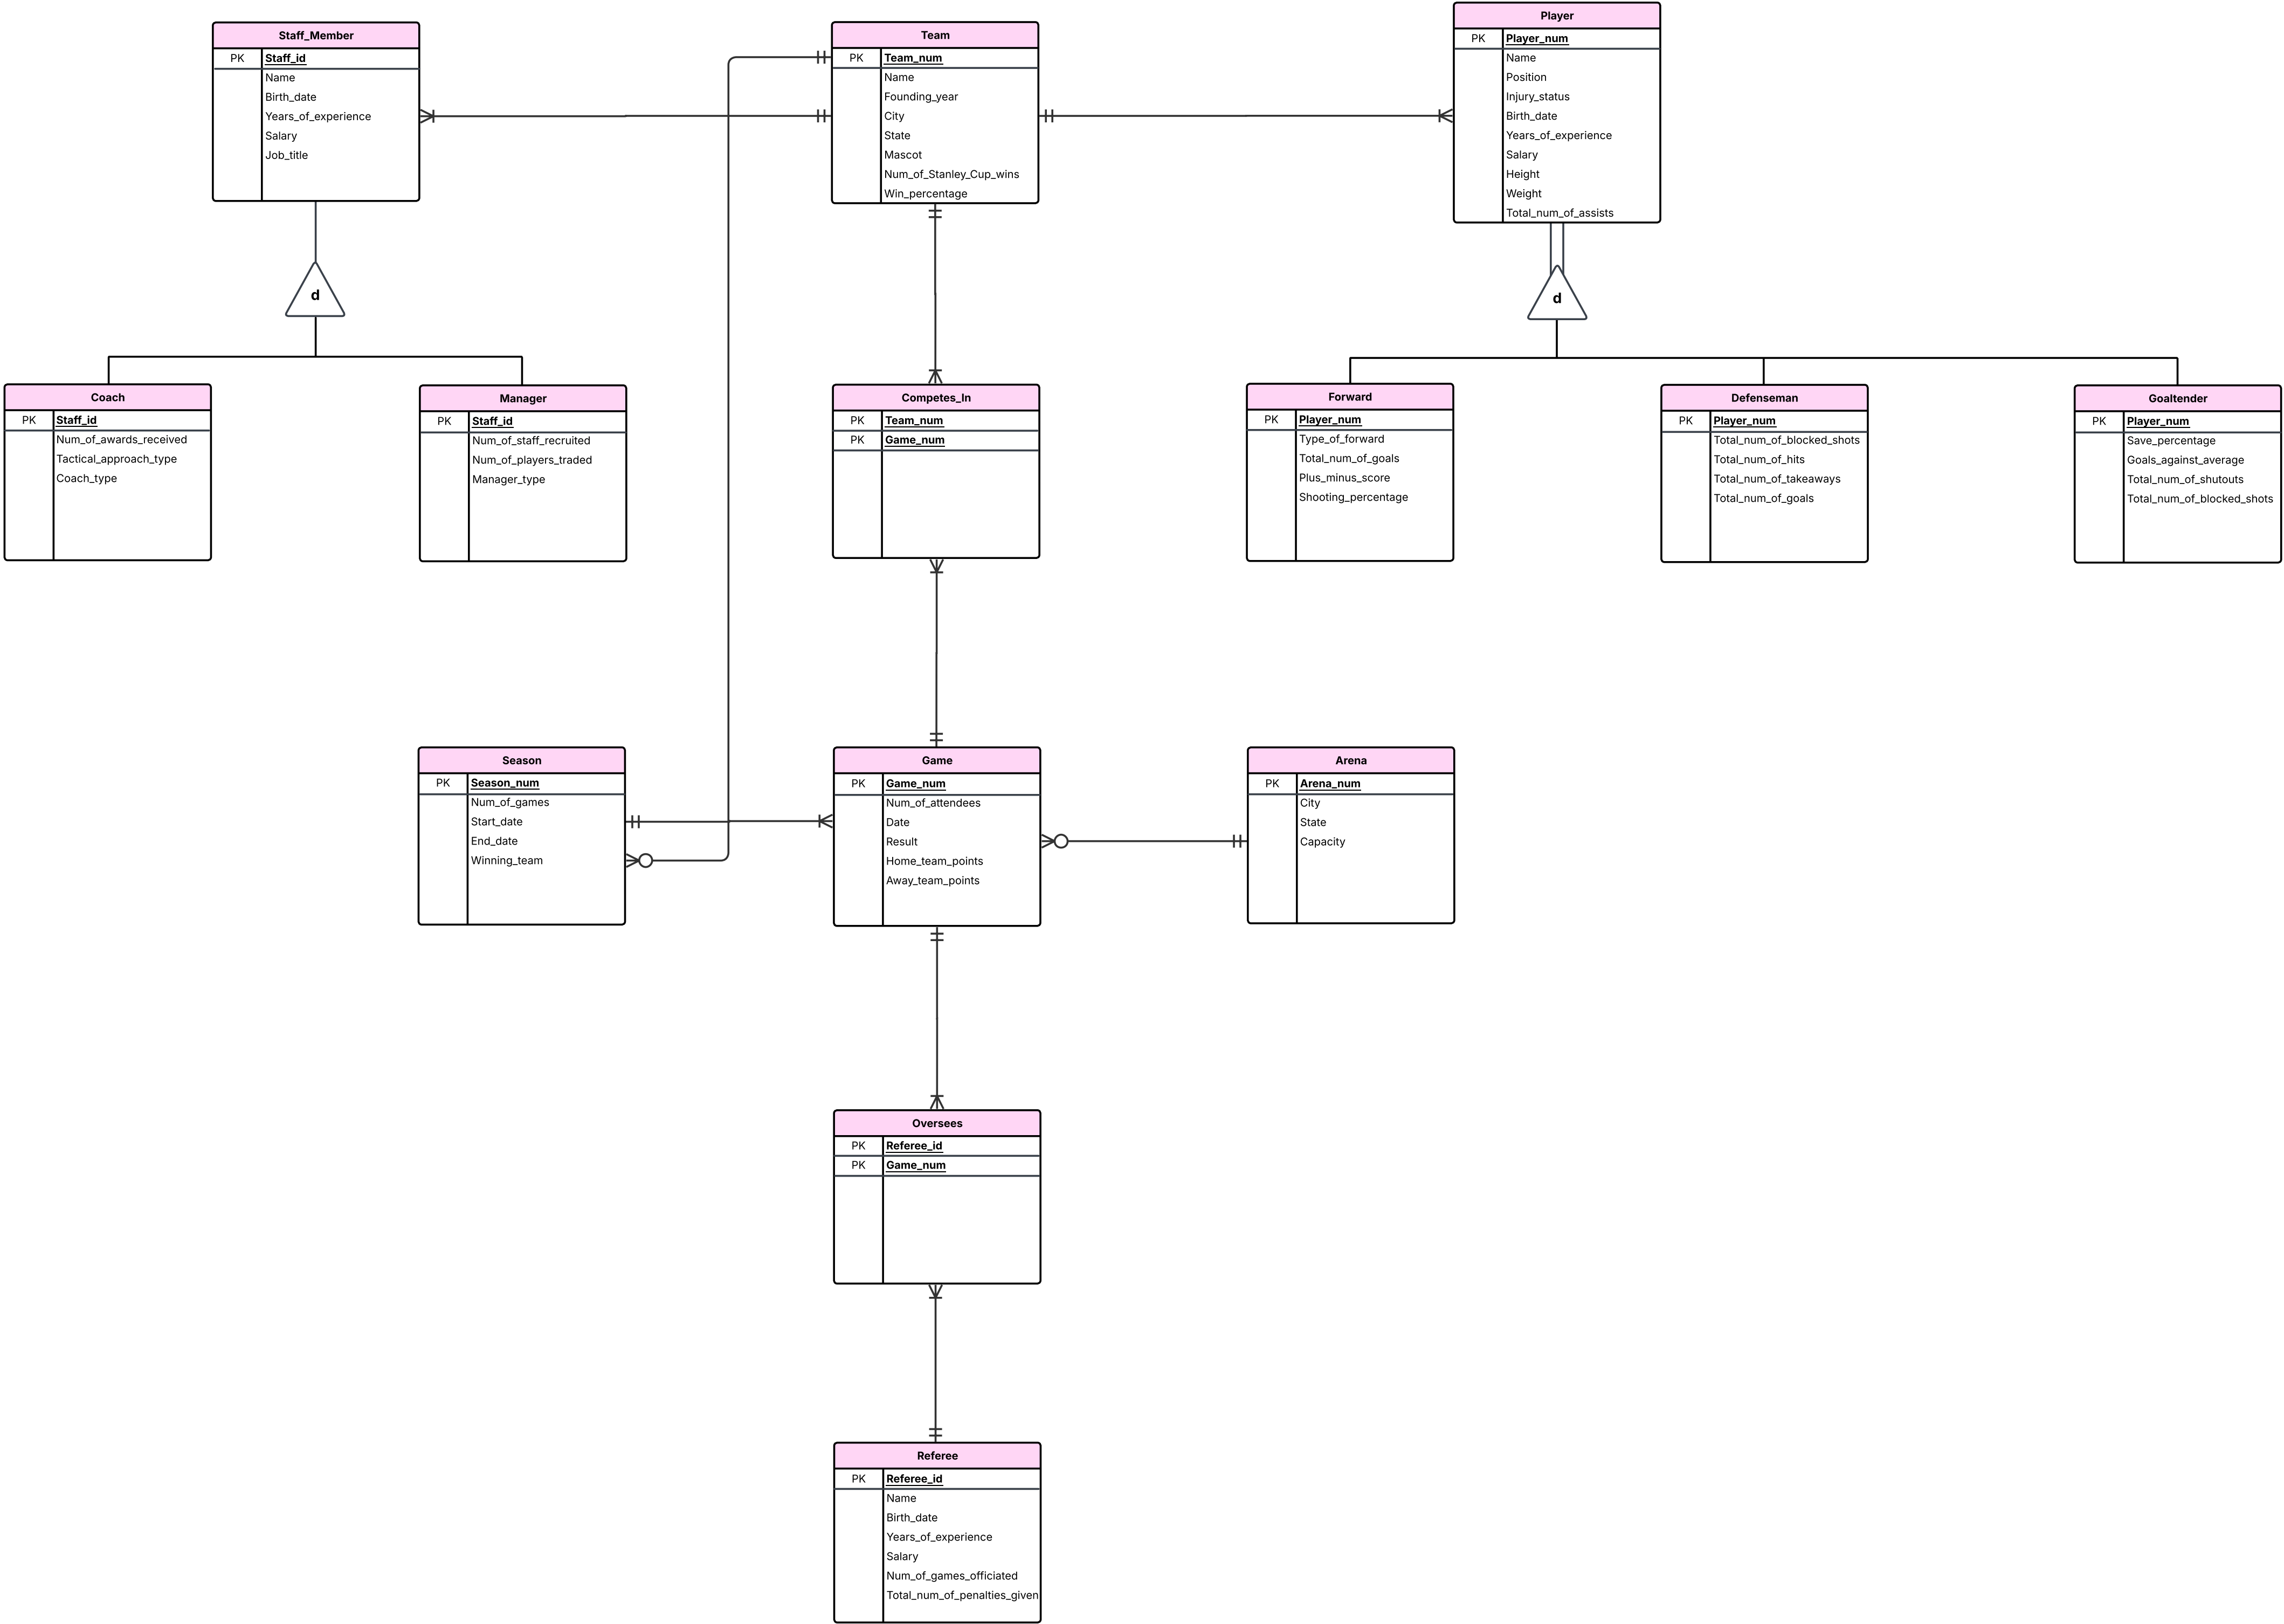 Staff_Member
PK Staff_id
Name
Birth_date
Years_of_experience
Salary
Job_title
Team
PK Team_num
Name
Founding_year
City
State
Mascot
Num_of_Stanley_Cup_wins
Win_percentage
Player
PK Player_num
Name
Position
Injury_status
Birth_date
Years_of_experience
Salary
Height
Weight
Total_num_of_assists
d
d
Coach
PK Staff_id
Num_of_awards_received
Tactical_approach_type
Coach_type
Manager
PK Staff_id
Num_of_staff_recruited
Num_of_players_traded
Manager_type
Competes_In
PK Team_num
PK Game_num
Forward
PK Player_num
Type_of_forward
Total_num_of_goals
Plus_minus_score
Shooting_percentage
Defenseman
PK Player_num
Total_num_of_blocked_shots
Total_num_of_hits
Total_num_of_takeaways
Total_num_of_goals
Goaltender
PK Player_num
Save_percentage
Goals_against_average
Total_num_of_shutouts
Total_num_of_blocked_shots
Season
PK Season_num
Num_of_games
Start_date
End_date
Winning_team
Game
PK Game_num
Num_of_attendees
Date
Result
Home_team_points
Away_team_points
Arena
PK Arena_num
City
State
Capacity
Oversees
PK Referee_id
PK Game_num
Referee
PK Referee_id
Name
Birth_date
Years_of_experience
Salary
Num_of_games_officiated
Total_num_of_penalties_given